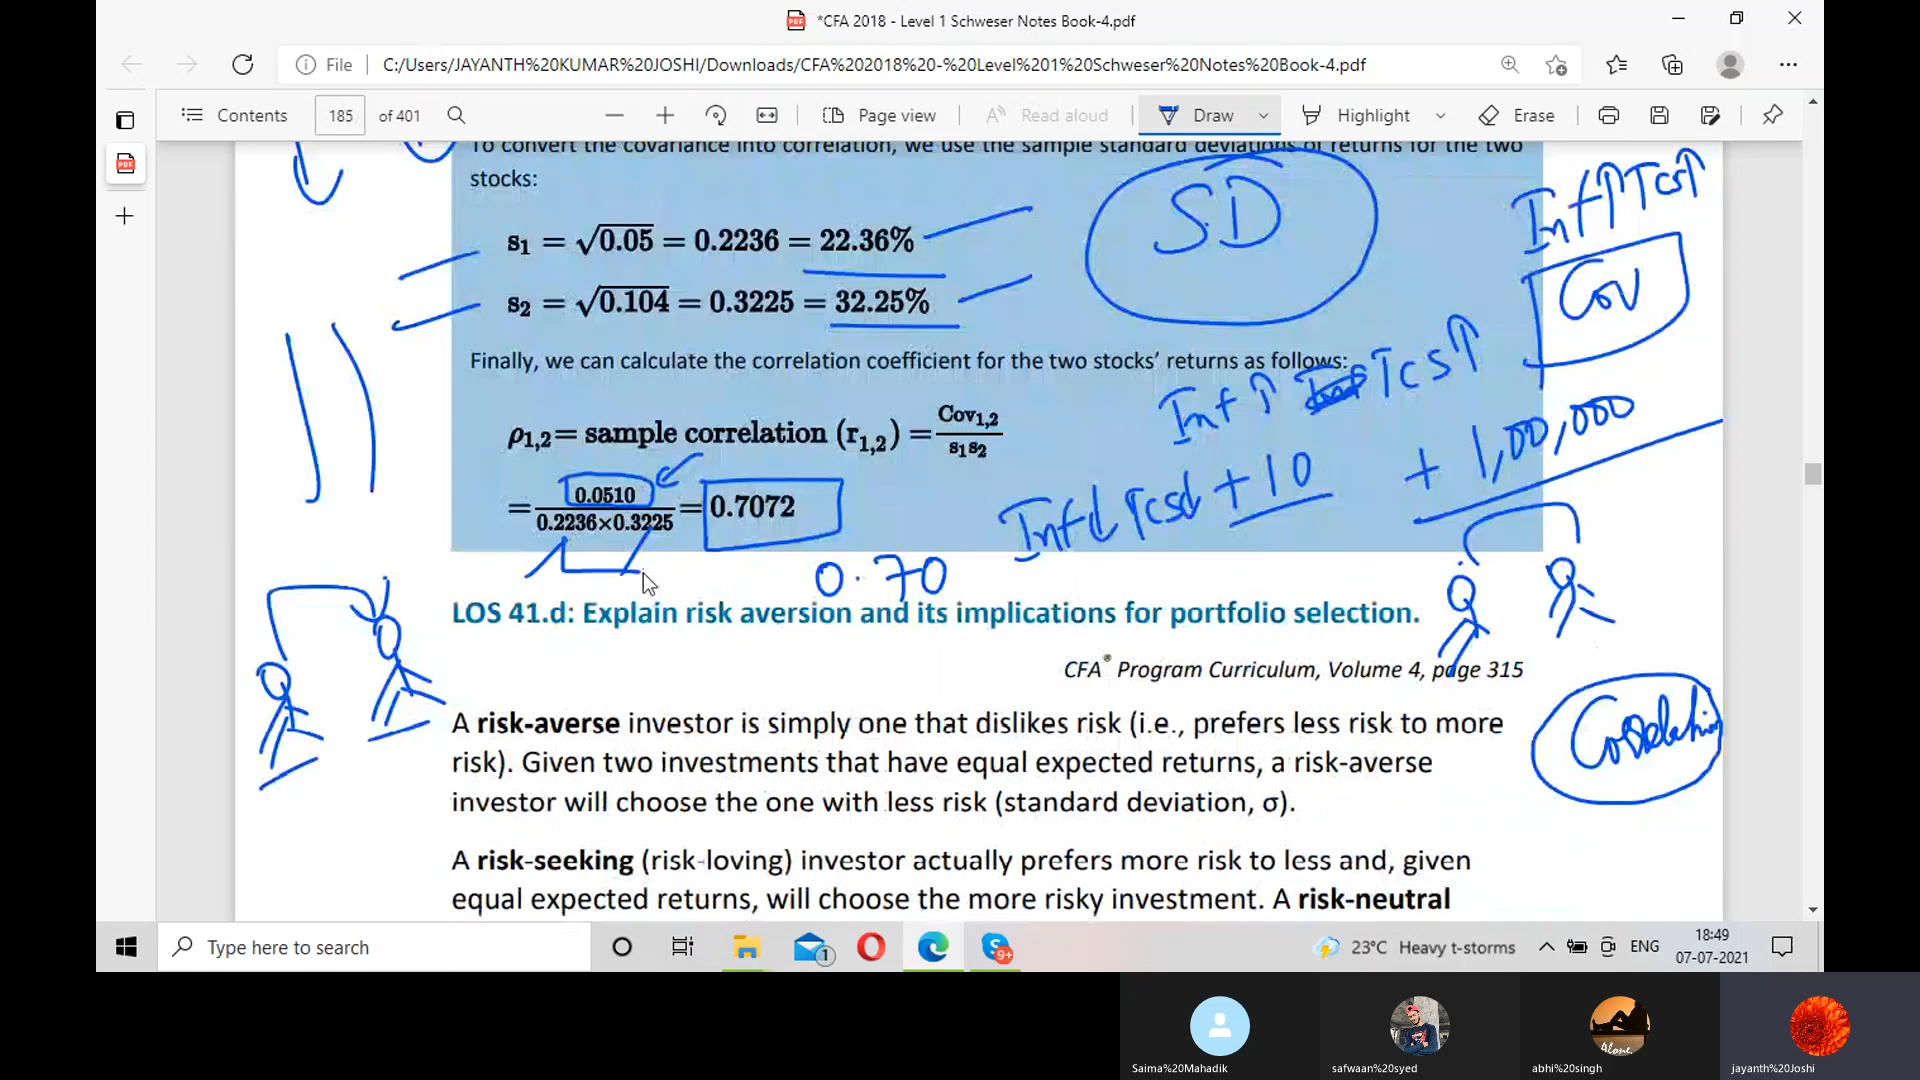 *CFA 2018 - Level 1 Schweser Notes Book-4.pdf
File | C:/Users/JAYANTH%20KUMAR%20JOSHI/Downloads/CFA%202018%20-%20Level%201%20Schweser%20Notes%20Book-4.pdf
Contents 185 of 401 Page view Read aloud Draw Highlight Erase
To convert the covariance into correlation, we use the sample standard deviations of returns for the two
stocks:
Inf↑ Tcs↑
SD
s₁ = √0.05 = 0.2236 = 22.36%
Cov
s₂ = √0.104 = 0.3225 = 32.25%
Finally, we can calculate the correlation coefficient for the two stocks’ returns as follows:
Inf↑ Tcs↑
ρ₁,₂= sample correlation (r₁,₂) = Cov₁,₂ / s₁s₂
+ 1,00,000
Inf↓ Tcs↓ + 10
= 0.0510 / 0.2236×0.3225 = 0.7072
0.70
LOS 41.d: Explain risk aversion and its implications for portfolio selection.
CFA® Program Curriculum, Volume 4, page 315
A risk-averse investor is simply one that dislikes risk (i.e., prefers less risk to more
risk). Given two investments that have equal expected returns, a risk-averse
investor will choose the one with less risk (standard deviation, σ).
Correlation
A risk-seeking (risk-loving) investor actually prefers more risk to less and, given
equal expected returns, will choose the more risky investment. A risk-neutral
Type here to search
1
9+
23°C Heavy t-storms
ENG
18:49
07-07-2021
Alone.
Saima%20Mahadik
safwaan%20syed
abhi%20singh
jayanth%20Joshi